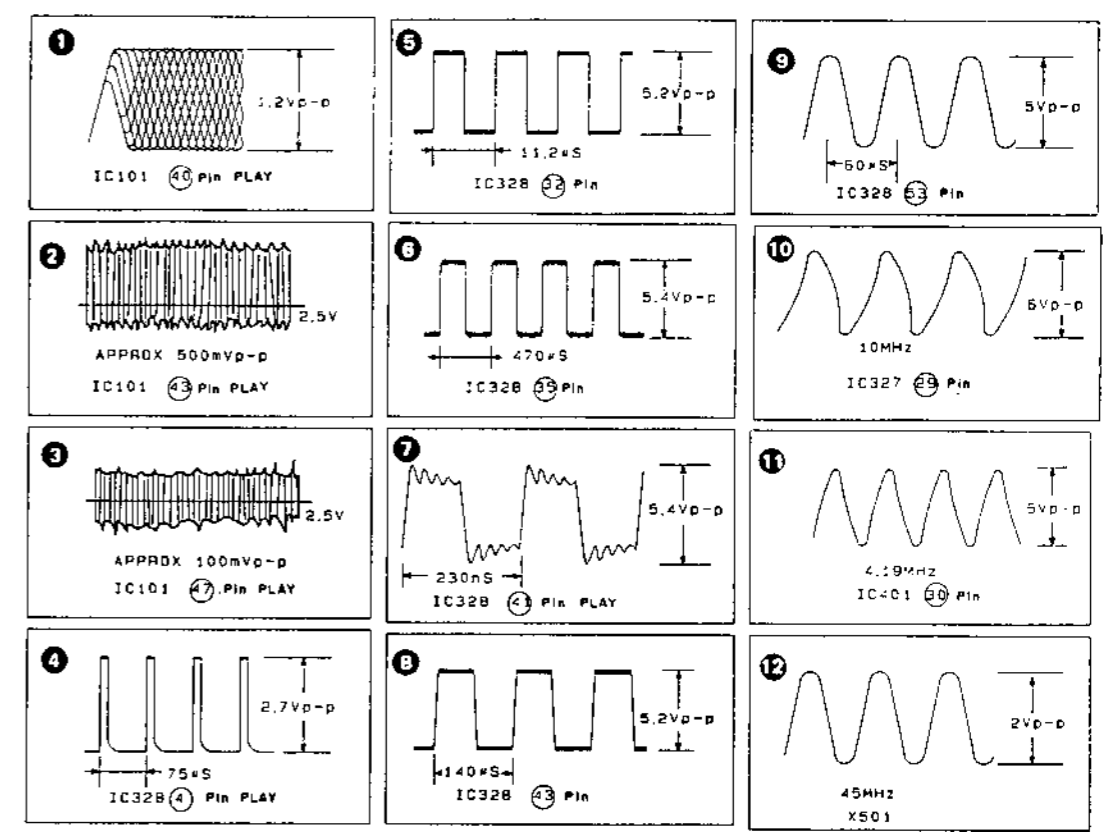 1
1.2Vp-p
IC101 40 Pin PLAY
2
2.5V
APPROX 500mVp-p
IC101 43 Pin PLAY
3
2.5V
APPROX 100mVp-p
IC101 47 Pin PLAY
4
2.7Vp-p
75µS
IC328 4 Pin PLAY
5
5.2Vp-p
11.2µS
IC328 32 Pin
6
5.4Vp-p
470µS
IC328 35 Pin
7
5.4Vp-p
230nS
IC328 41 Pin PLAY
8
5.2Vp-p
140µS
IC328 43 Pin
9
5Vp-p
60µS
IC328 53 Pin
10
6Vp-p
10MHz
IC327 29 Pin
11
5Vp-p
4.19MHz
IC401 30 Pin
12
2Vp-p
45MHz
X501